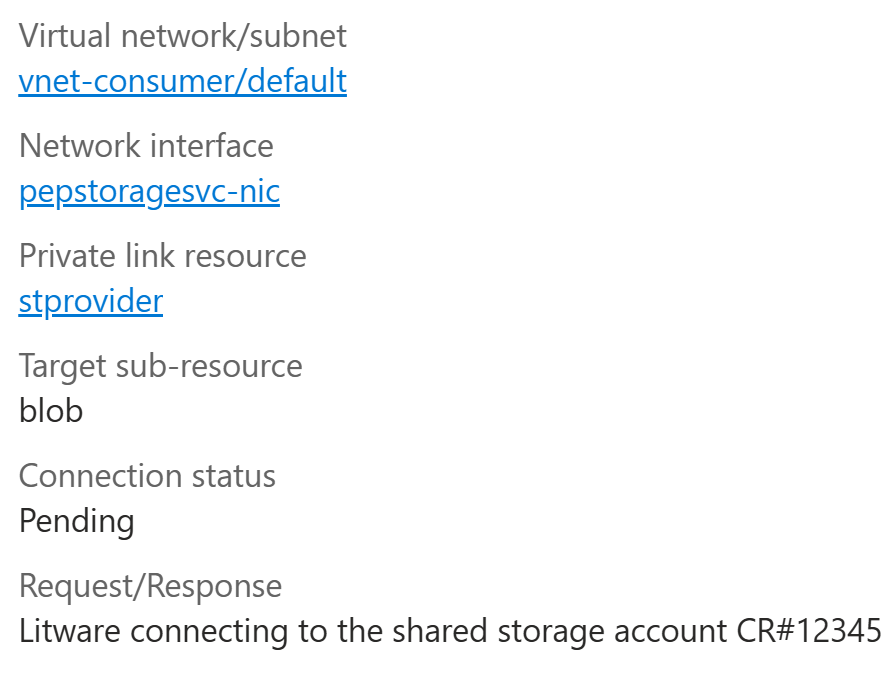 Virtual network/subnet
vnet-consumer/default
Network interface
pepstoragesvc-nic
Private link resource
stprovider
Target sub-resource
blob
Connection status
Pending
Request/Response
Litware connecting to the shared storage account CR#12345